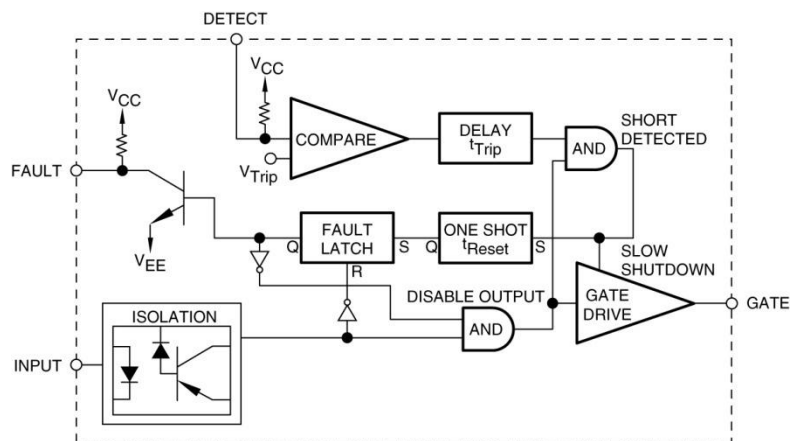 DETECT
VCC
VCC
COMPARE
DELAY
tTrip
AND
SHORT
DETECTED
VTrip
FAULT
VEE
Q
FAULT
LATCH
S
R
Q
ONE SHOT
tReset
S
SLOW
SHUTDOWN
DISABLE OUTPUT
GATE
DRIVE
GATE
AND
ISOLATION
INPUT